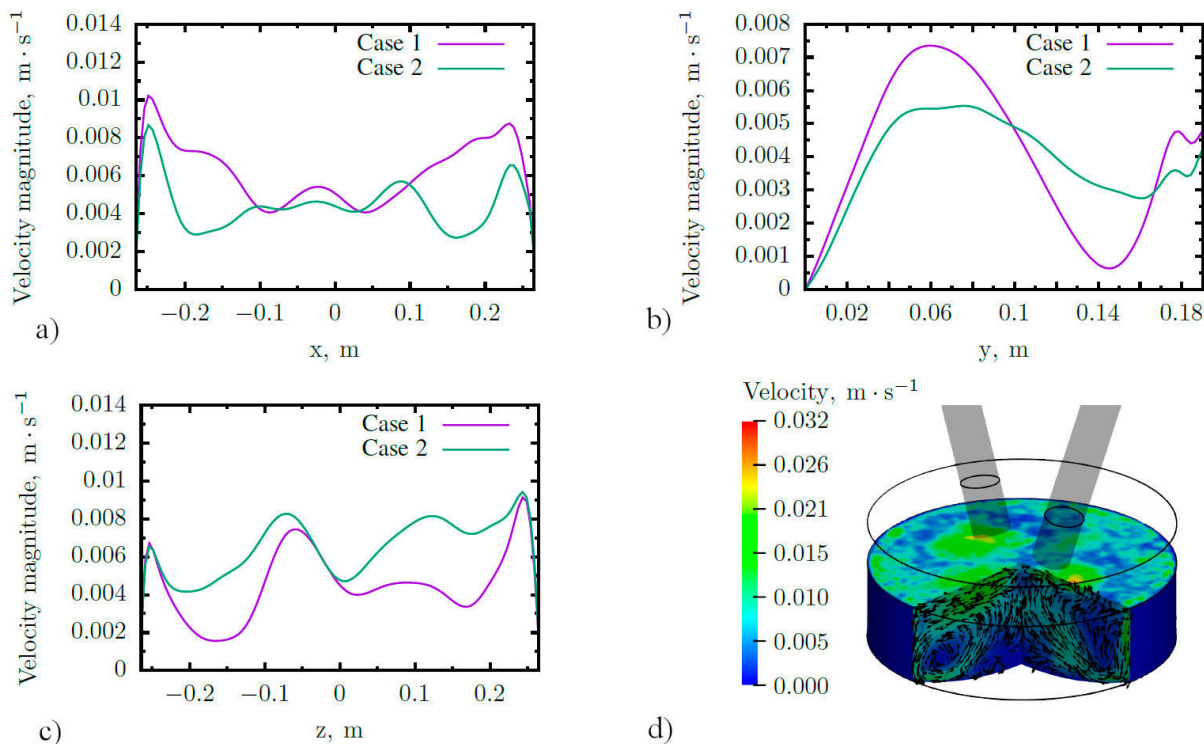 Velocity magnitude, m · s⁻¹
0.014
0.012
0.01
0.008
0.006
0.004
0.002
0
−0.2
−0.1
0
0.1
0.2
x, m
Case 1
Case 2
a)
Velocity magnitude, m · s⁻¹
0.008
0.007
0.006
0.005
0.004
0.003
0.002
0.001
0
0.02
0.06
0.1
0.14
0.18
y, m
Case 1
Case 2
b)
Velocity magnitude, m · s⁻¹
0.014
0.012
0.01
0.008
0.006
0.004
0.002
0
−0.2
−0.1
0
0.1
0.2
z, m
Case 1
Case 2
c)
Velocity, m · s⁻¹
0.032
0.026
0.021
0.015
0.010
0.005
0.000
d)